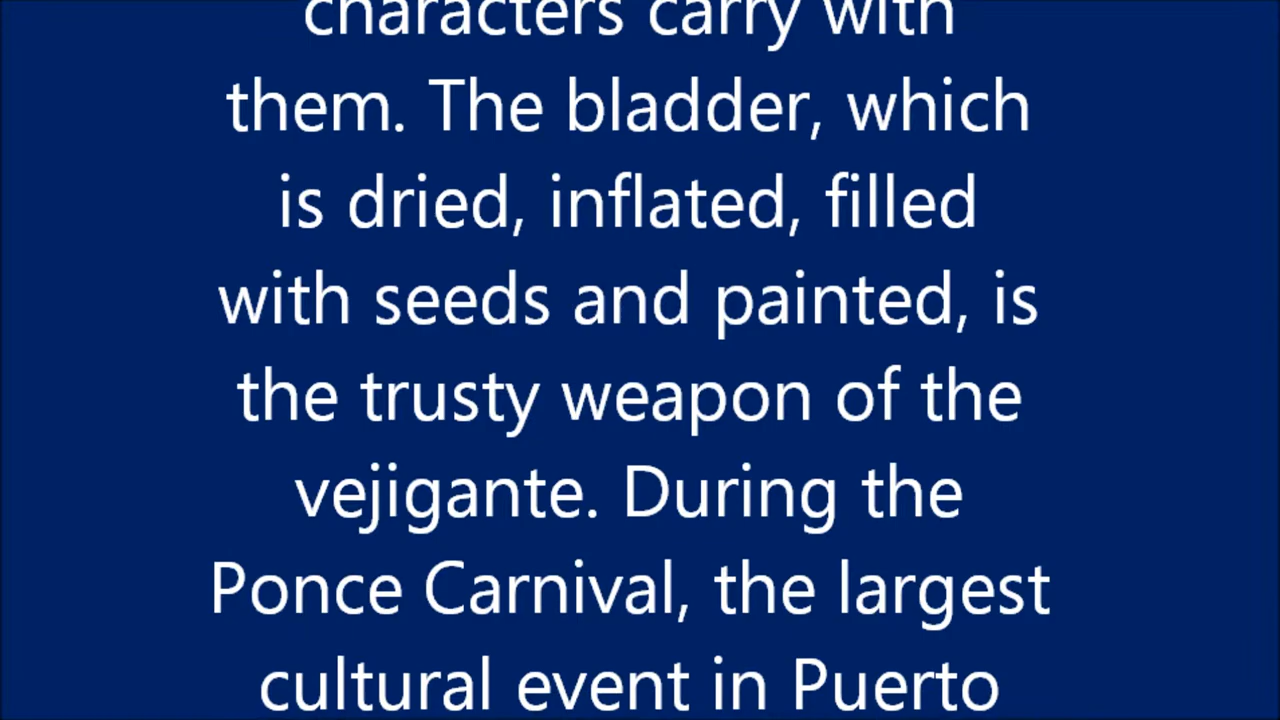 characters carry with
them. The bladder, which
is dried, inflated, filled
with seeds and painted, is
the trusty weapon of the
vejigante. During the
Ponce Carnival, the largest
cultural event in Puerto